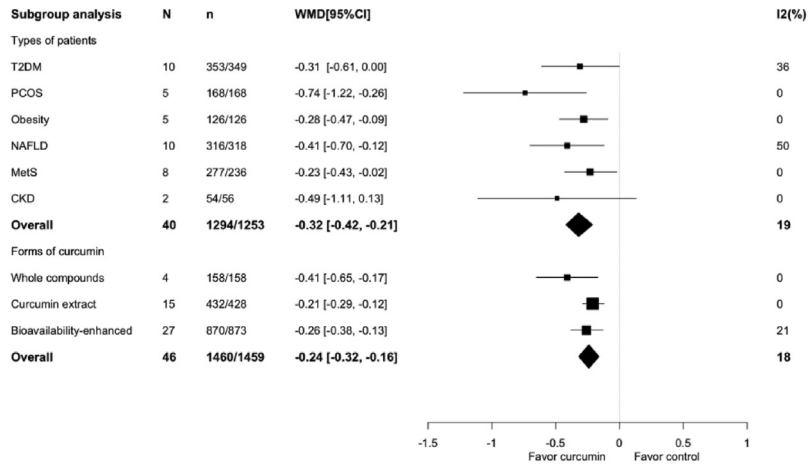 Subgroup analysis N n WMD[95%CI] I2(%)
Types of patients
T2DM 10 353/349 -0.31 [-0.61, 0.00] 36
PCOS 5 168/168 -0.74 [-1.22, -0.26] 0
Obesity 5 126/126 -0.28 [-0.47, -0.09] 0
NAFLD 10 316/318 -0.41 [-0.70, -0.12] 50
MetS 8 277/236 -0.23 [-0.43, -0.02] 0
CKD 2 54/56 -0.49 [-1.11, 0.13] 0
Overall 40 1294/1253 -0.32 [-0.42, -0.21] 19
Forms of curcumin
Whole compounds 4 158/158 -0.41 [-0.65, -0.17] 0
Curcumin extract 15 432/428 -0.21 [-0.29, -0.12] 0
Bioavailability-enhanced 27 870/873 -0.26 [-0.38, -0.13] 21
Overall 46 1460/1459 -0.24 [-0.32, -0.16] 18
-1.5 -1 -0.5 0 0.5 1
Favor curcumin Favor control